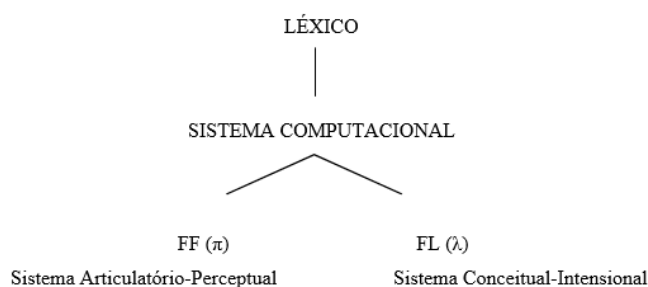 LÉXICO
SISTEMA COMPUTACIONAL
FF (π) FL (λ)
Sistema Articulatório-Perceptual Sistema Conceitual-Intensional